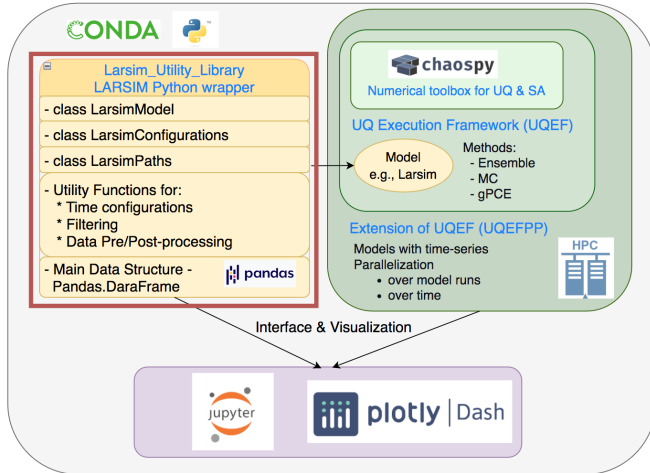 CONDA
Larsim_Utility_Library
LARSIM Python wrapper
- class LarsimModel
- class LarsimConfigurations
- class LarsimPaths
- Utility Functions for:
* Time configurations
* Filtering
* Data Pre/Post-processing
- Main Data Structure -
Pandas.DaraFrame
pandas
chaospy
Numerical toolbox for UQ & SA
UQ Execution Framework (UQEF)
Model
e.g., Larsim
Methods:
- Ensemble
- MC
- gPCE
Extension of UQEF (UQEFPP)
Models with time-series
Parallelization
• over model runs
• over time
HPC
Interface & Visualization
jupyter
plotly | Dash